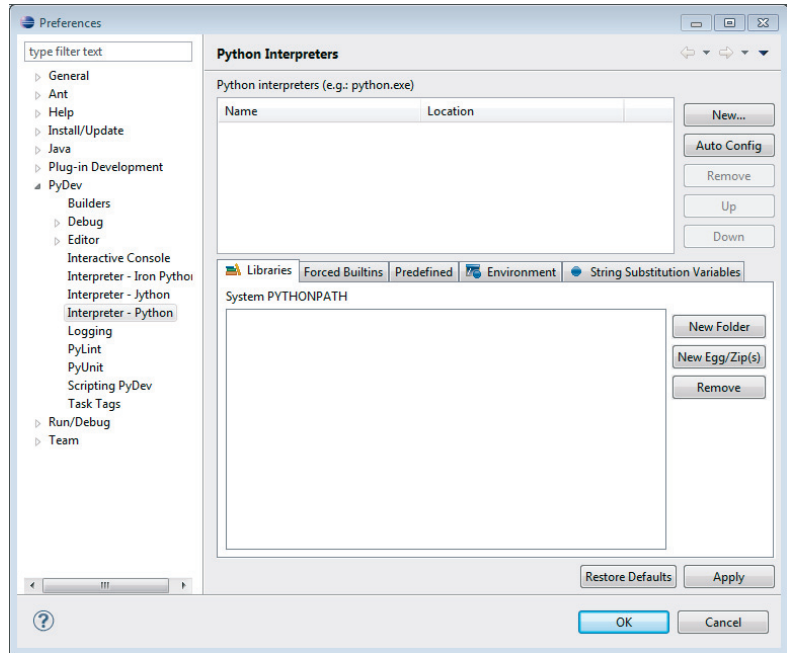 Preferences
type filter text
General
Ant
Help
Install/Update
Java
Plug-in Development
PyDev
Builders
Debug
Editor
Interactive Console
Interpreter - Iron Pytho
Interpreter - Jython
Interpreter - Python
Logging
PyLint
PyUnit
Scripting PyDev
Task Tags
Run/Debug
Team
Python Interpreters
Python interpreters (e.g.: python.exe)
Name Location
New...
Auto Config
Remove
Up
Down
Libraries Forced Builtins Predefined Environment String Substitution Variables
System PYTHONPATH
New Folder
New Egg/Zip(s)
Remove
Restore Defaults Apply
OK Cancel